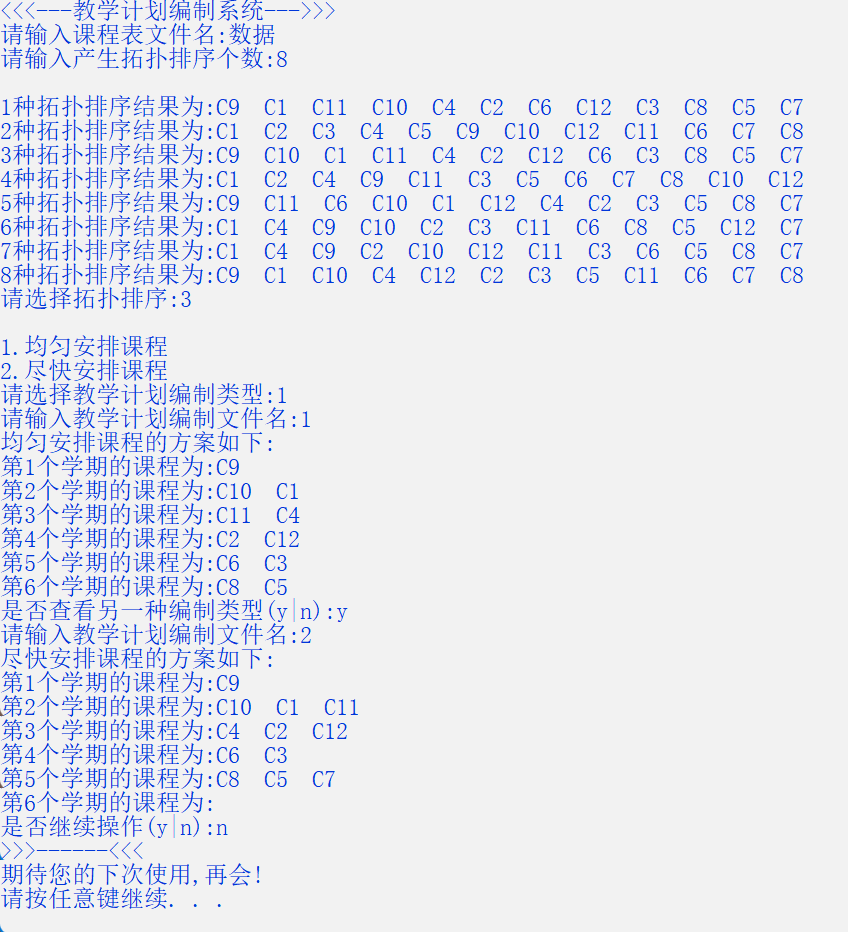 <<<---教学计划编制系统--->>>
请输入课程表文件名:数据
请输入产生拓扑排序个数:8
1种拓扑排序结果为:C9  C1  C11  C10  C4  C2  C6  C12  C3  C8  C5  C7
2种拓扑排序结果为:C1  C2  C3  C4  C5  C9  C10  C12  C11  C6  C7  C8
3种拓扑排序结果为:C9  C10  C1  C11  C4  C2  C12  C6  C3  C8  C5  C7
4种拓扑排序结果为:C1  C2  C4  C9  C11  C3  C5  C6  C7  C8  C10  C12
5种拓扑排序结果为:C9  C11  C6  C10  C1  C12  C4  C2  C3  C5  C8  C7
6种拓扑排序结果为:C1  C4  C9  C10  C2  C3  C11  C6  C8  C5  C12  C7
7种拓扑排序结果为:C1  C4  C9  C2  C10  C12  C11  C3  C6  C5  C8  C7
8种拓扑排序结果为:C9  C1  C10  C4  C12  C2  C3  C5  C11  C6  C7  C8
请选择拓扑排序:3
1.均匀安排课程
2.尽快安排课程
请选择教学计划编制类型:1
请输入教学计划编制文件名:1
均匀安排课程的方案如下:
第1个学期的课程为:C9
第2个学期的课程为:C10  C1
第3个学期的课程为:C11  C4
第4个学期的课程为:C2  C12
第5个学期的课程为:C6  C3
第6个学期的课程为:C8  C5
是否查看另一种编制类型(y|n):y
请输入教学计划编制文件名:2
尽快安排课程的方案如下:
第1个学期的课程为:C9
第2个学期的课程为:C10  C1  C11
第3个学期的课程为:C4  C2  C12
第4个学期的课程为:C6  C3
第5个学期的课程为:C8  C5  C7
第6个学期的课程为:
是否继续操作(y|n):n
>>>------<<<
期待您的下次使用,再会!
请按任意键继续. . .